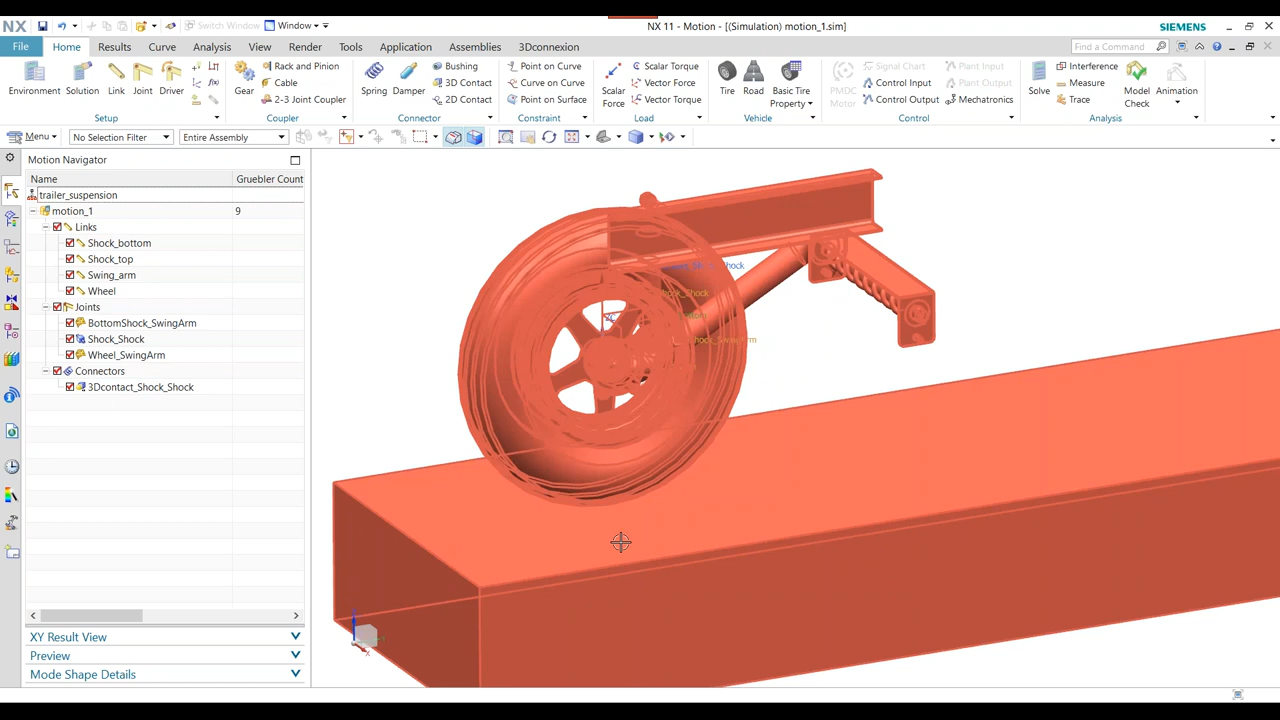 NX
Switch Window
Window
NX 11 - Motion - [(Simulation) motion_1.sim]
SIEMENS
File Home Results Curve Analysis View Render Tools Application Assemblies 3Dconnexion
Find a Command
Environment Solution Link Joint Driver
Setup
Gear
Rack and Pinion
Cable
2-3 Joint Coupler
Coupler
Spring Damper
Bushing
3D Contact
2D Contact
Connector
Point on Curve
Curve on Curve
Point on Surface
Constraint
Scalar Force
Scalar Torque
Vector Force
Vector Torque
Load
Tire Road Basic Tire Property
Vehicle
PMDC Motor
Signal Chart
Control Input
Control Output
Plant Input
Plant Output
Mechatronics
Control
Solve
Interference
Measure
Trace
Model Check
Animation
Analysis
Menu
No Selection Filter
Entire Assembly
Motion Navigator
Name Gruebler Count
trailer_suspension
motion_1 9
Links
Shock_bottom
Shock_top
Swing_arm
Wheel
Joints
BottomShock_SwingArm
Shock_Shock
Wheel_SwingArm
Connectors
3Dcontact_Shock_Shock
XY Result View
Preview
Mode Shape Details